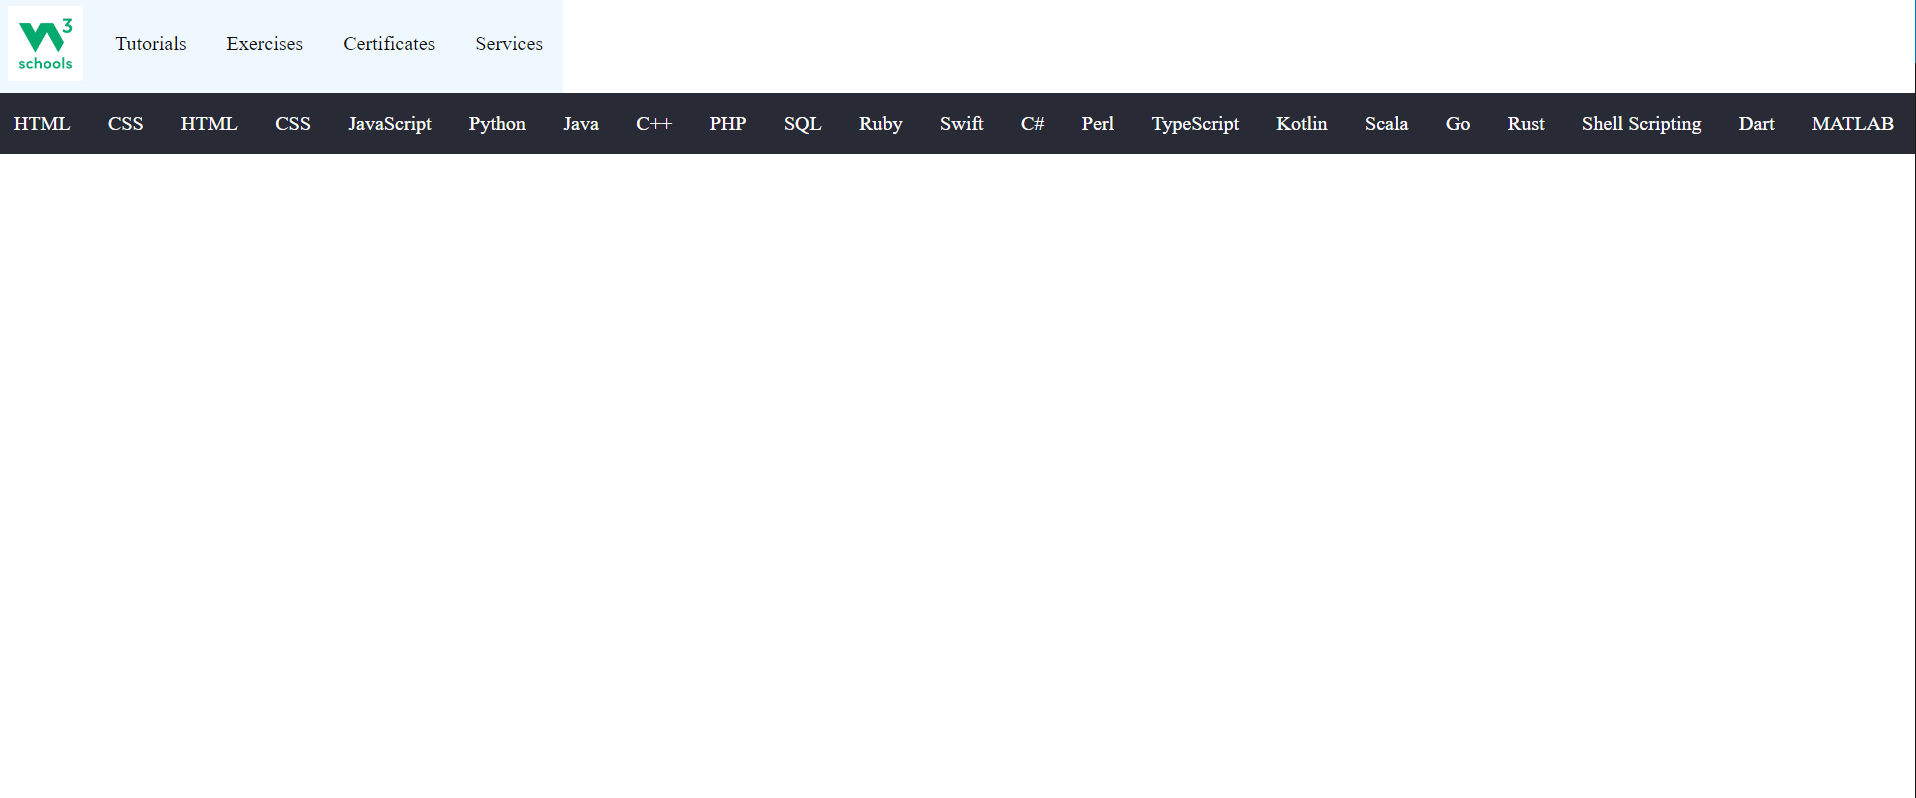 W3
schools
Tutorials Exercises Certificates Services
HTML CSS HTML CSS JavaScript Python Java C++ PHP SQL Ruby Swift C# Perl TypeScript Kotlin Scala Go Rust Shell Scripting Dart MATLAB